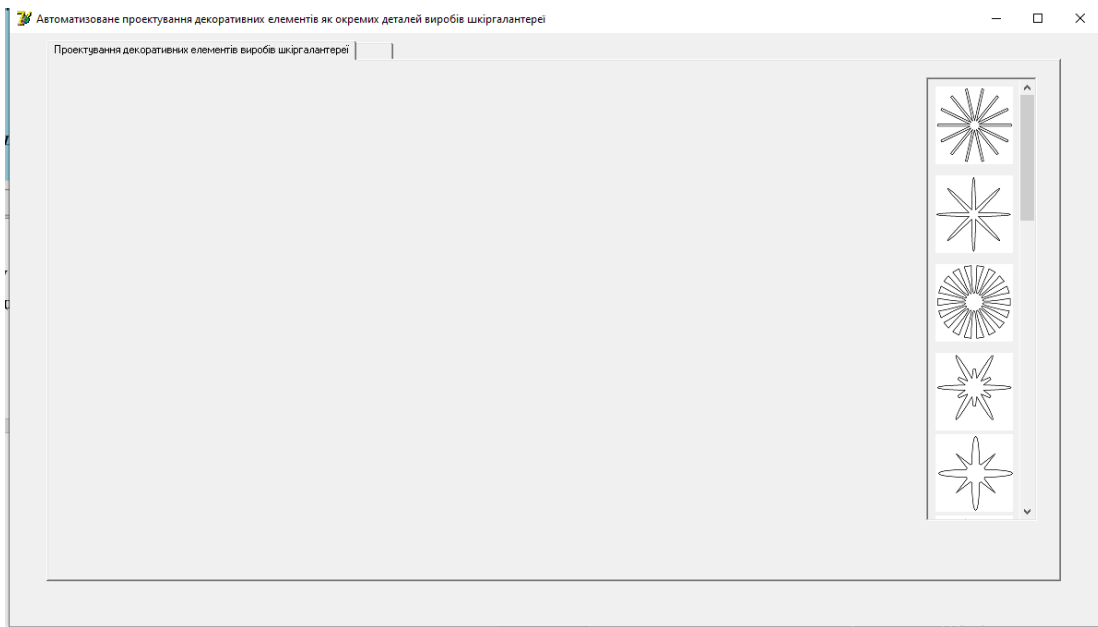 Автоматизоване проектування декоративних елементів як окремих деталей виробів шкіргалантереї
Проектування декоративних елементів виробів шкіргалантереї